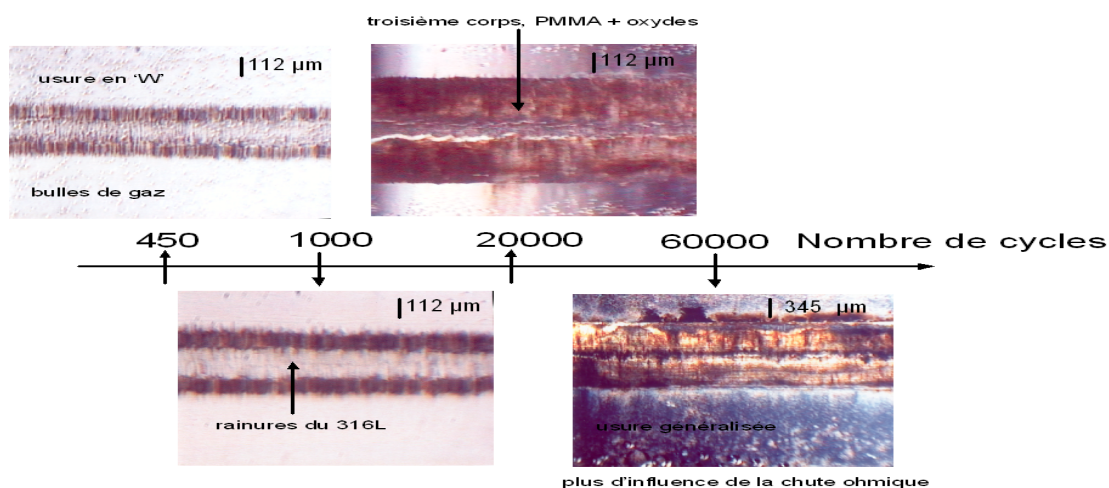 troisième corps, PMMA + oxydes
usure en 'W'
112 µm
112 µm
bulles de gaz
450
1000
20000
60000
Nombre de cycles
112 µm
345 µm
rainures du 316L
usure généralisée
plus d'influence de la chute ohmique